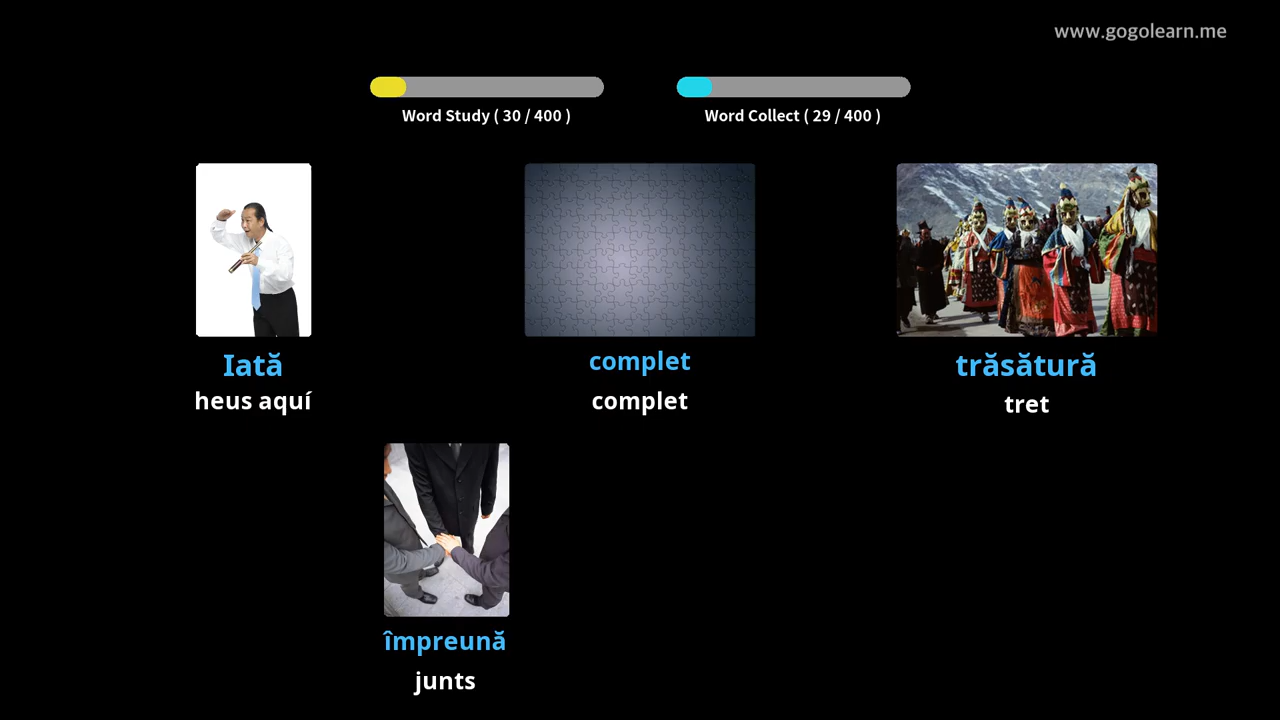 www.gogolearn.me
Word Study ( 30 / 400 )
Word Collect ( 29 / 400 )
Iată
heus aquí
complet
complet
trăsătură
tret
împreună
junts